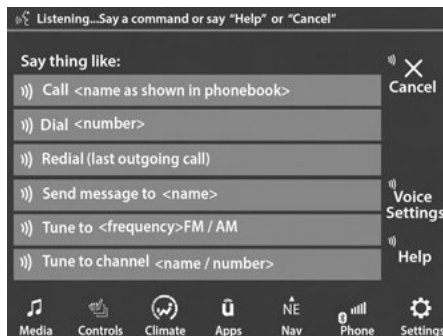 Listening...Say a command or say “Help” or “Cancel”
Say thing like:
Call <name as shown in phonebook>
Dial <number>
Redial (last outgoing call)
Send message to <name>
Tune to <frequency>FM / AM
Tune to channel <name / number>
Cancel
Voice
Settings
Help
NE
Media Controls Climate Apps Nav Phone Settings